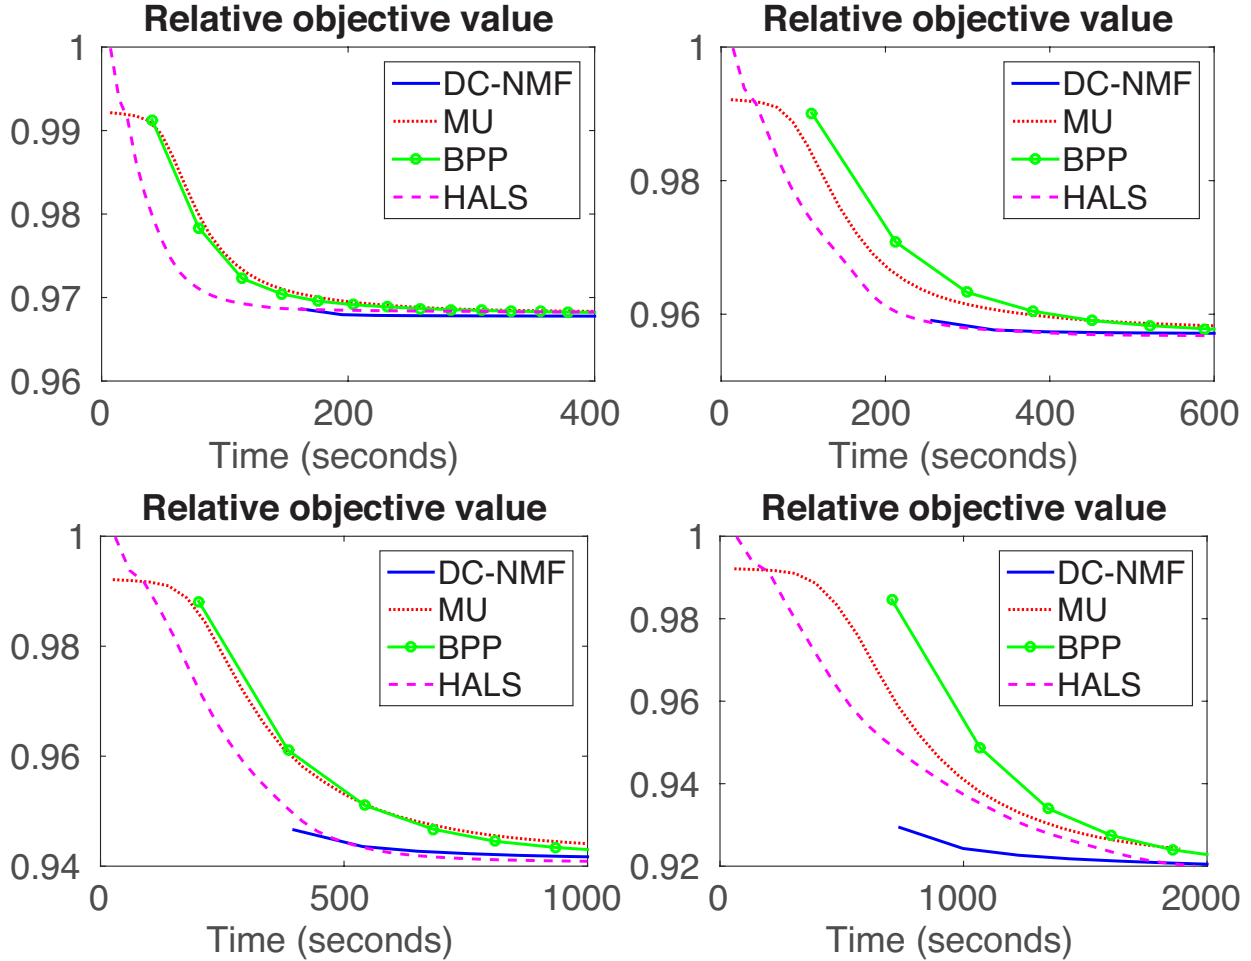 Relative objective value
1
0.99
0.98
0.97
0.96
0
200
400
Time (seconds)
DC-NMF
MU
BPP
HALS
Relative objective value
1
0.98
0.96
0
200
400
600
Time (seconds)
DC-NMF
MU
BPP
HALS
Relative objective value
1
0.98
0.96
0.94
0
500
1000
Time (seconds)
DC-NMF
MU
BPP
HALS
Relative objective value
1
0.98
0.96
0.94
0.92
0
1000
2000
Time (seconds)
DC-NMF
MU
BPP
HALS